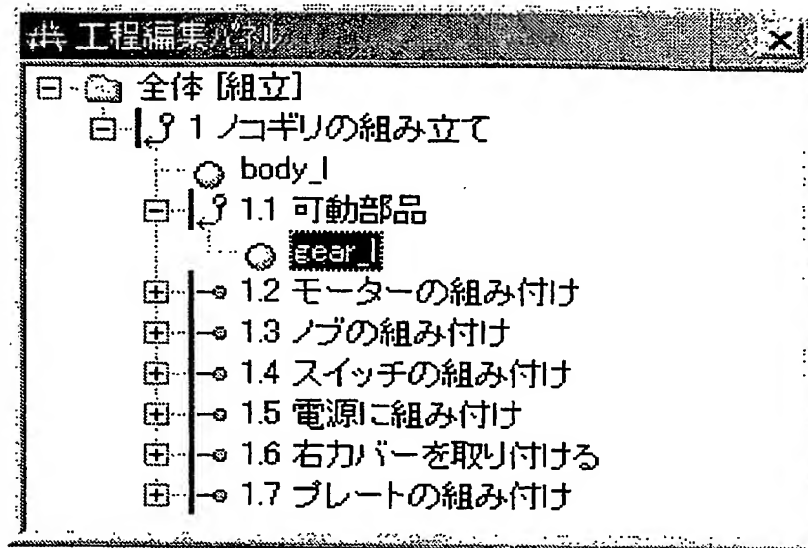 工程編集パネル
全体 [組立]
1 ノコギリの組み立て
body_l
1.1 可動部品
gear_l
1.2 モーターの組み付け
1.3 ノブの組み付け
1.4 スイッチの組み付け
1.5 電源に組み付け
1.6 右カバーを取り付ける
1.7 プレートの組み付け